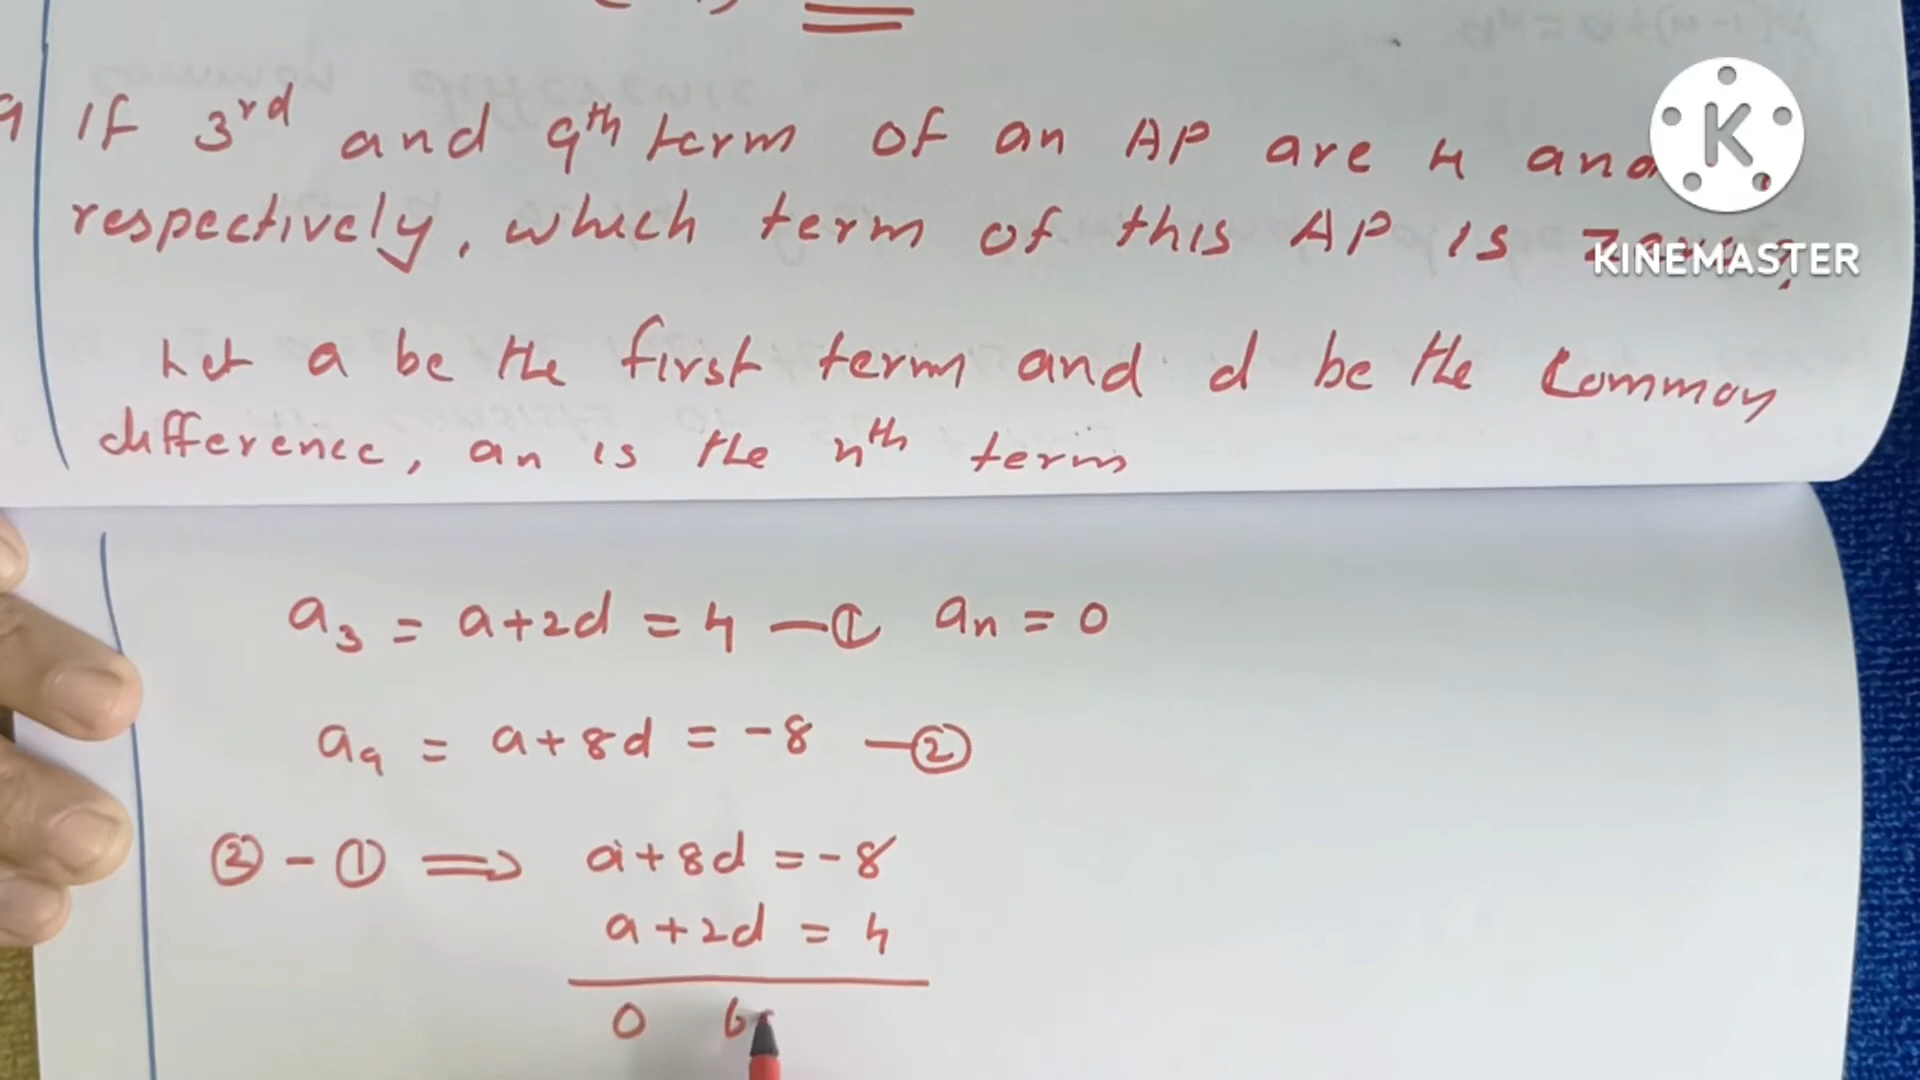 9 If 3rd and 9th term of an AP are 4 and
respectively, which term of this AP is
Let a be the first term and d be the common
difference, an is the nth term
a3 = a+2d = 4 —① an = 0
a9 = a+8d = -8 —②
② - ① ⟹ a+8d = -8
a+2d = 4
0 6
K
KINEMASTER